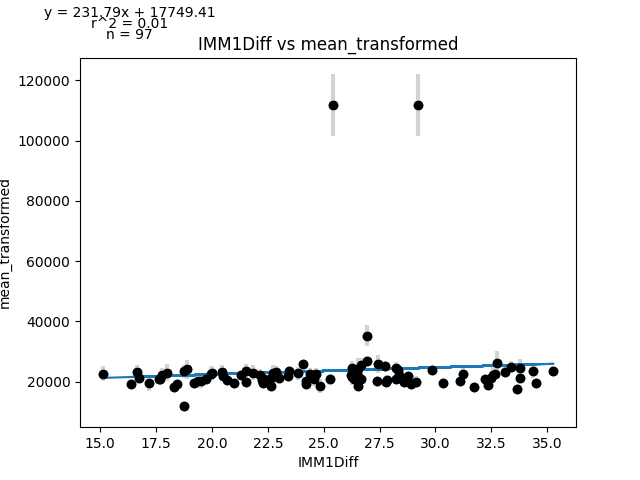 y = 231.79x + 17749.41
r^2 = 0.01
n = 97
IMM1Diff vs mean_transformed
120000
100000
80000
60000
40000
20000
mean_transformed
15.0 17.5 20.0 22.5 25.0 27.5 30.0 32.5 35.0
IMM1Diff